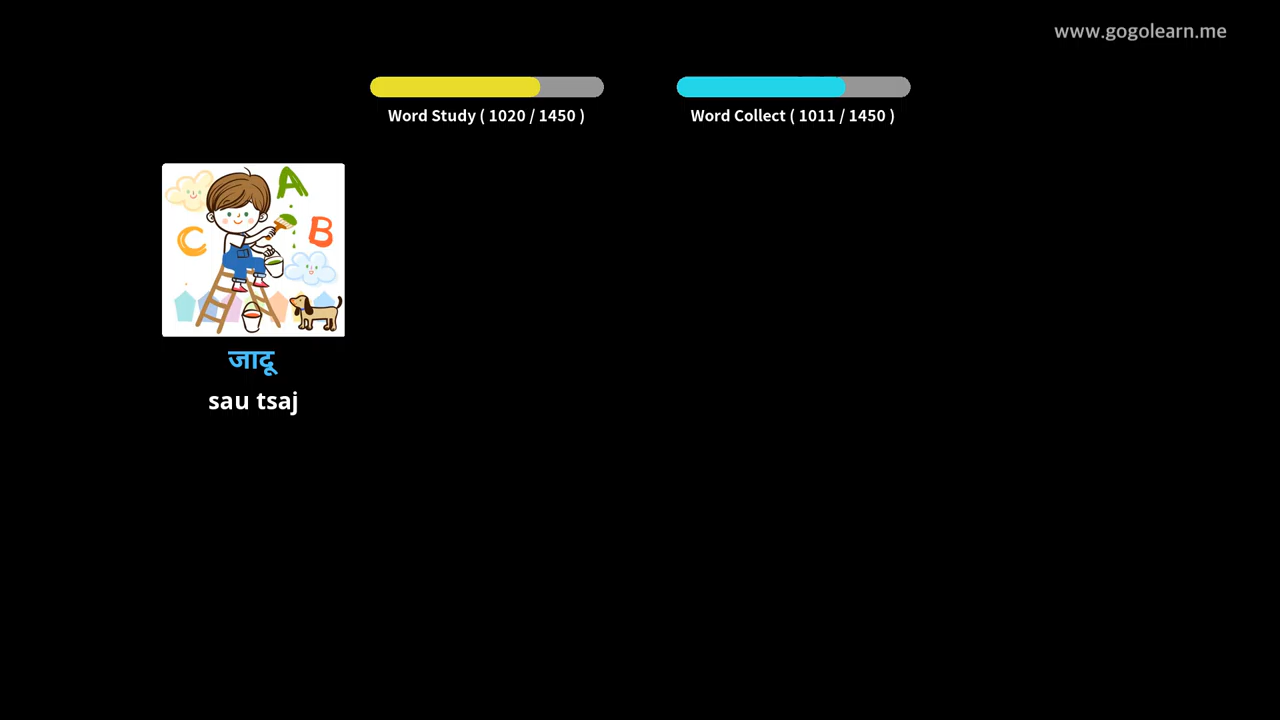 www.gogolearn.me
Word Study ( 1020 / 1450 )
Word Collect ( 1011 / 1450 )
A
B
C
जादू
sau tsaj